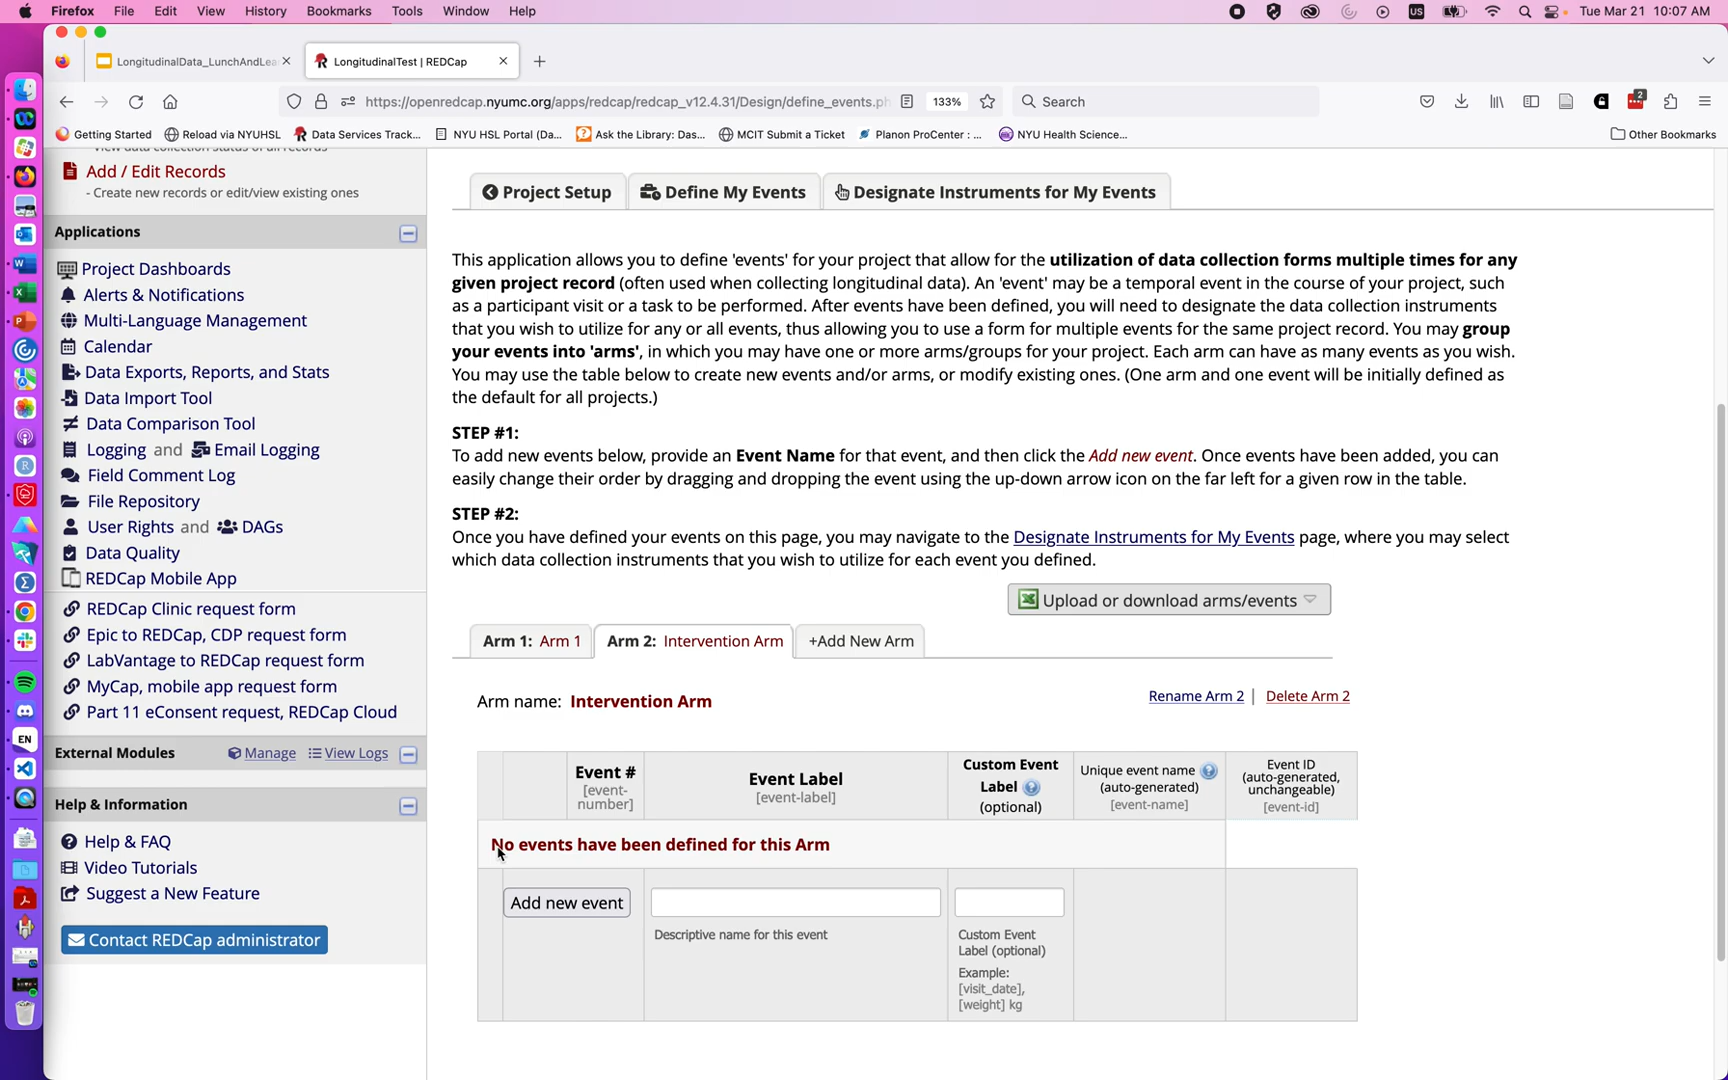 Firefox File Edit View History Bookmarks Tools Window Help
US
Tue Mar 21 10:07 AM
LongitudinalData_LunchAndLea
LongitudinalTest | REDCap
https://openredcap.nyumc.org/apps/redcap/redcap_v12.4.31/Design/define_events.ph
133%
Search
2
Getting Started
Reload via NYUHSL
Data Services Track...
NYU HSL Portal (Da...
Ask the Library: Das...
MCIT Submit a Ticket
Planon ProCenter : ...
NYU Health Science...
Other Bookmarks
- View data collection status of all records
Add / Edit Records
- Create new records or edit/view existing ones
Applications
Project Dashboards
Alerts & Notifications
Multi-Language Management
Calendar
Data Exports, Reports, and Stats
Data Import Tool
Data Comparison Tool
Logging and Email Logging
Field Comment Log
File Repository
User Rights and DAGs
Data Quality
REDCap Mobile App
REDCap Clinic request form
Epic to REDCap, CDP request form
LabVantage to REDCap request form
MyCap, mobile app request form
Part 11 eConsent request, REDCap Cloud
External Modules Manage View Logs
Help & Information
Help & FAQ
Video Tutorials
Suggest a New Feature
Contact REDCap administrator
Project Setup
Define My Events
Designate Instruments for My Events
This application allows you to define 'events' for your project that allow for the utilization of data collection forms multiple times for any
given project record (often used when collecting longitudinal data). An 'event' may be a temporal event in the course of your project, such
as a participant visit or a task to be performed. After events have been defined, you will need to designate the data collection instruments
that you wish to utilize for any or all events, thus allowing you to use a form for multiple events for the same project record. You may group
your events into 'arms', in which you may have one or more arms/groups for your project. Each arm can have as many events as you wish.
You may use the table below to create new events and/or arms, or modify existing ones. (One arm and one event will be initially defined as
the default for all projects.)
STEP #1:
To add new events below, provide an Event Name for that event, and then click the Add new event. Once events have been added, you can
easily change their order by dragging and dropping the event using the up-down arrow icon on the far left for a given row in the table.
STEP #2:
Once you have defined your events on this page, you may navigate to the Designate Instruments for My Events page, where you may select
which data collection instruments that you wish to utilize for each event you defined.
Upload or download arms/events
Arm 1: Arm 1
Arm 2: Intervention Arm
+Add New Arm
Arm name: Intervention Arm
Rename Arm 2 | Delete Arm 2
Event #
[event-
number]
Event Label
[event-label]
Custom Event
Label
(optional)
Unique event name
(auto-generated)
[event-name]
Event ID
(auto-generated,
unchangeable)
[event-id]
No events have been defined for this Arm
Add new event
Descriptive name for this event
Custom Event
Label (optional)
Example:
[visit_date],
[weight] kg
EN